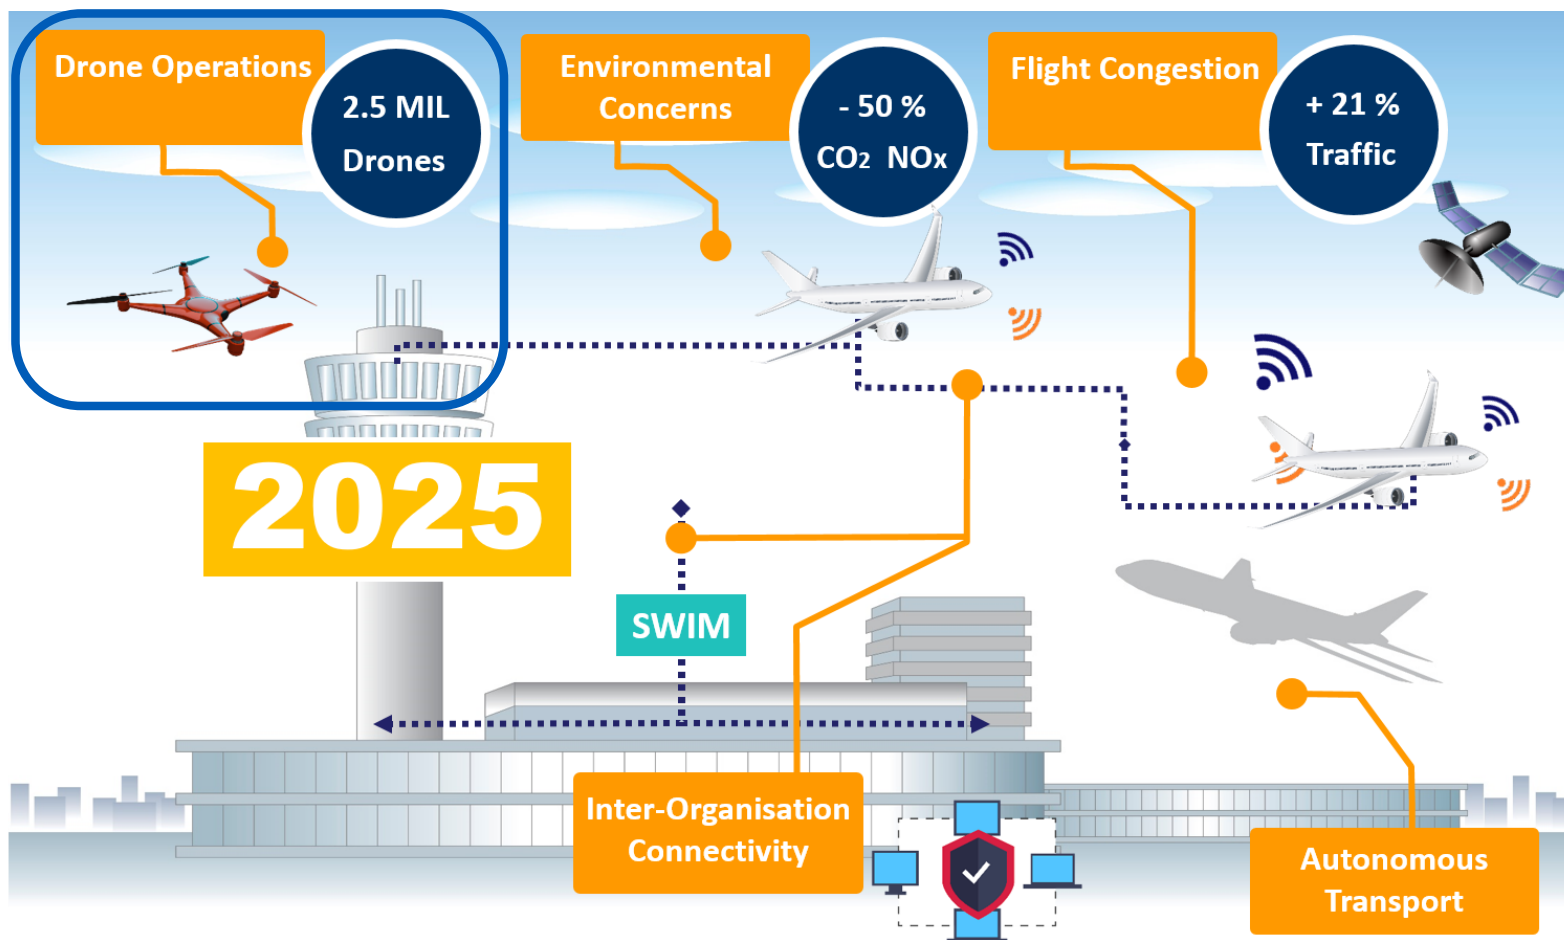 Drone Operations
2.5 MIL
Drones
Environmental
Concerns
- 50 %
CO2 NOx
Flight Congestion
+ 21 %
Traffic
2025
SWIM
Inter-Organisation
Connectivity
Autonomous
Transport